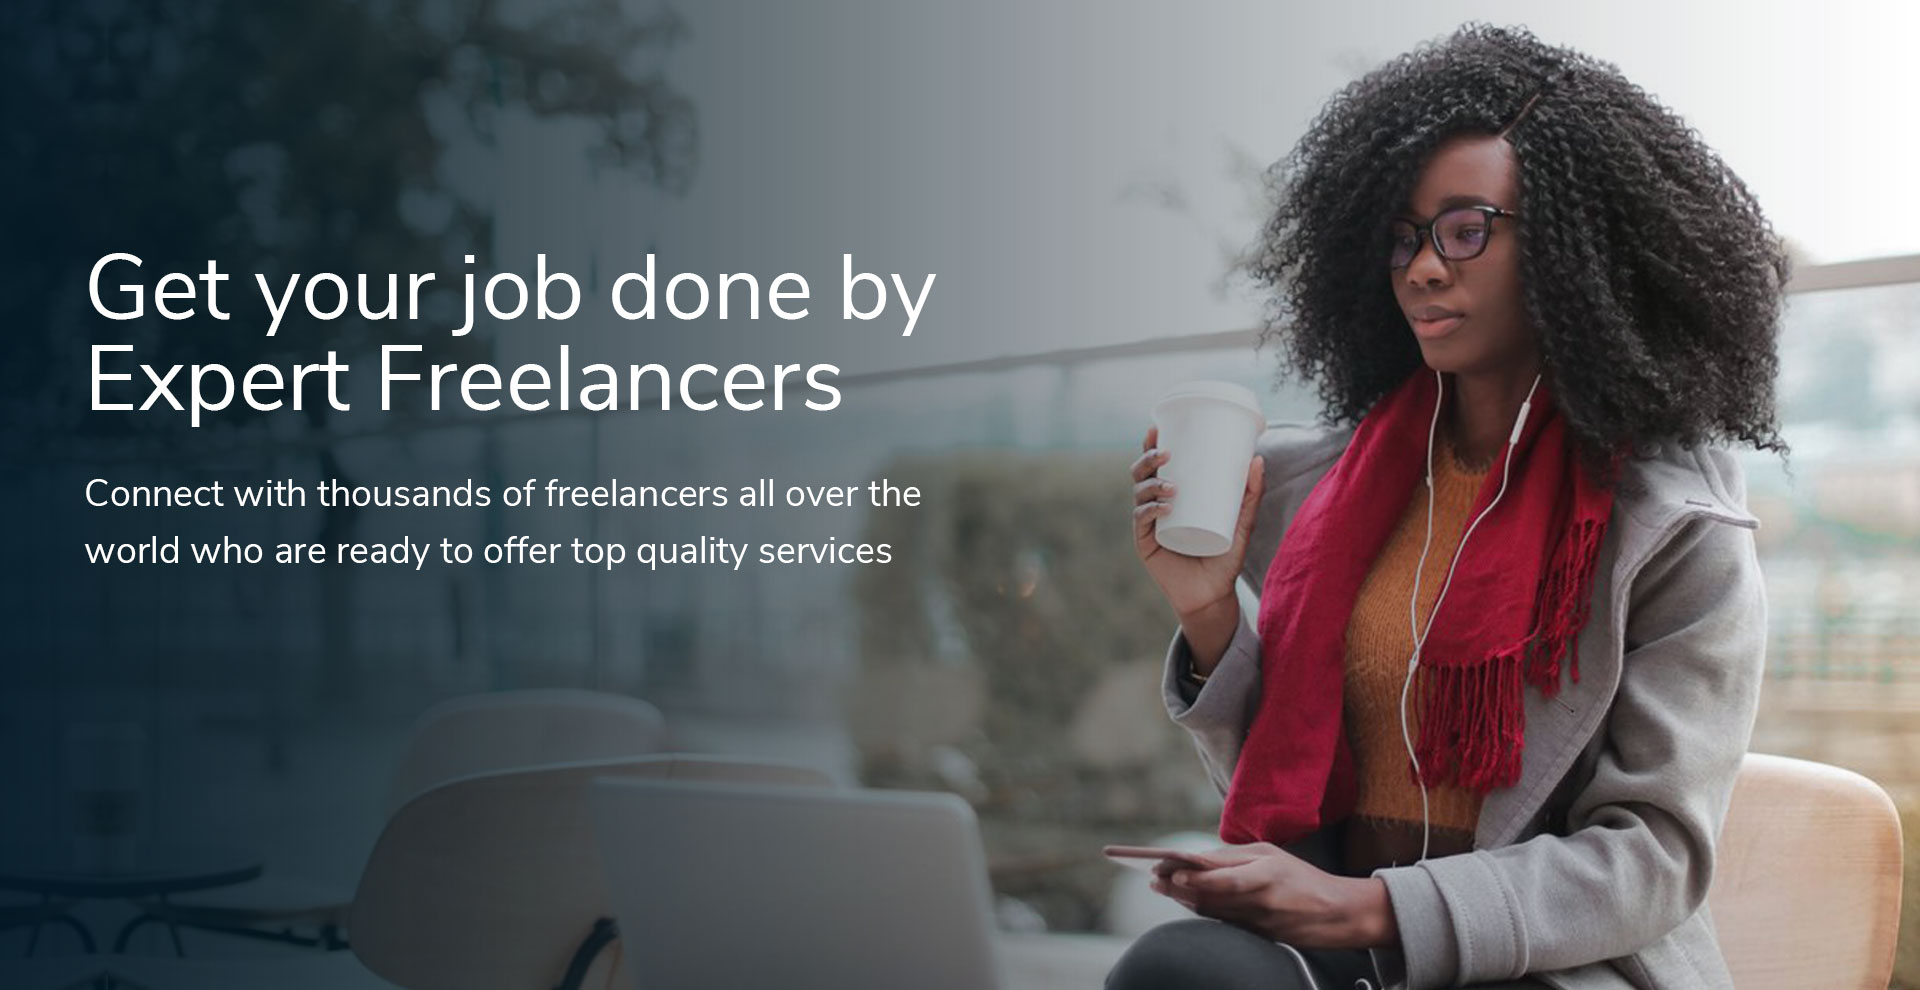 Get your job done by
Expert Freelancers
Connect with thousands of freelancers all over the
world who are ready to offer top quality services